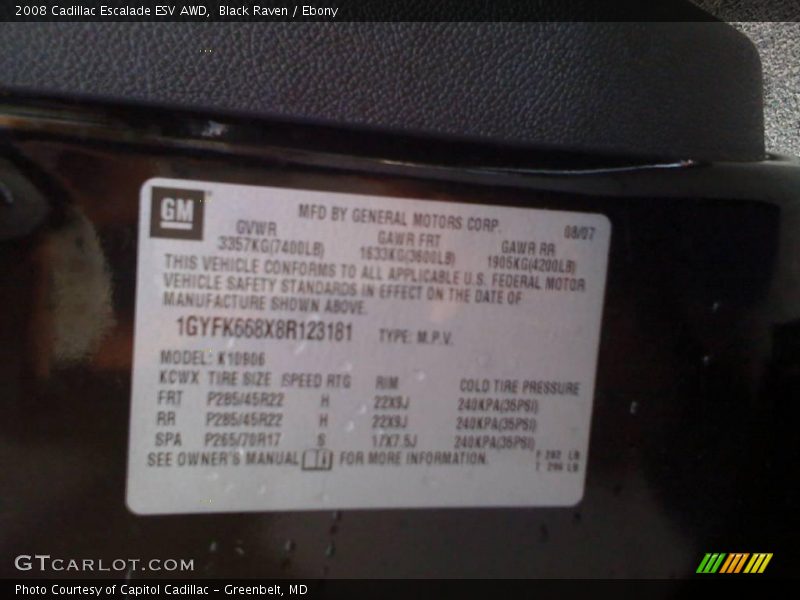 2008 Cadillac Escalade ESV AWD,  Black Raven / Ebony
GM
MFD BY GENERAL MOTORS CORP.
08/07
GVWR GAWR FRT GAWR RR
3357KG(7400LB) 1633KG(3600LB) 1905KG(4200LB)
THIS VEHICLE CONFORMS TO ALL APPLICABLE U.S. FEDERAL MOTOR
VEHICLE SAFETY STANDARDS IN EFFECT ON THE DATE OF
MANUFACTURE SHOWN ABOVE.
1GYFK668X8R123181 TYPE: M.P.V.
MODEL: K10906
KCWX TIRE SIZE SPEED RTG RIM COLD TIRE PRESSURE
FRT P285/45R22 H 22X9J 240KPA(35PSI)
RR P285/45R22 H 22X9J 240KPA(35PSI)
SPA P265/70R17 S 17X7.5J 240KPA(35PSI)
SEE OWNER'S MANUAL FOR MORE INFORMATION.
GTcarlot.com
Photo Courtesy of Capitol Cadillac – Greenbelt, MD